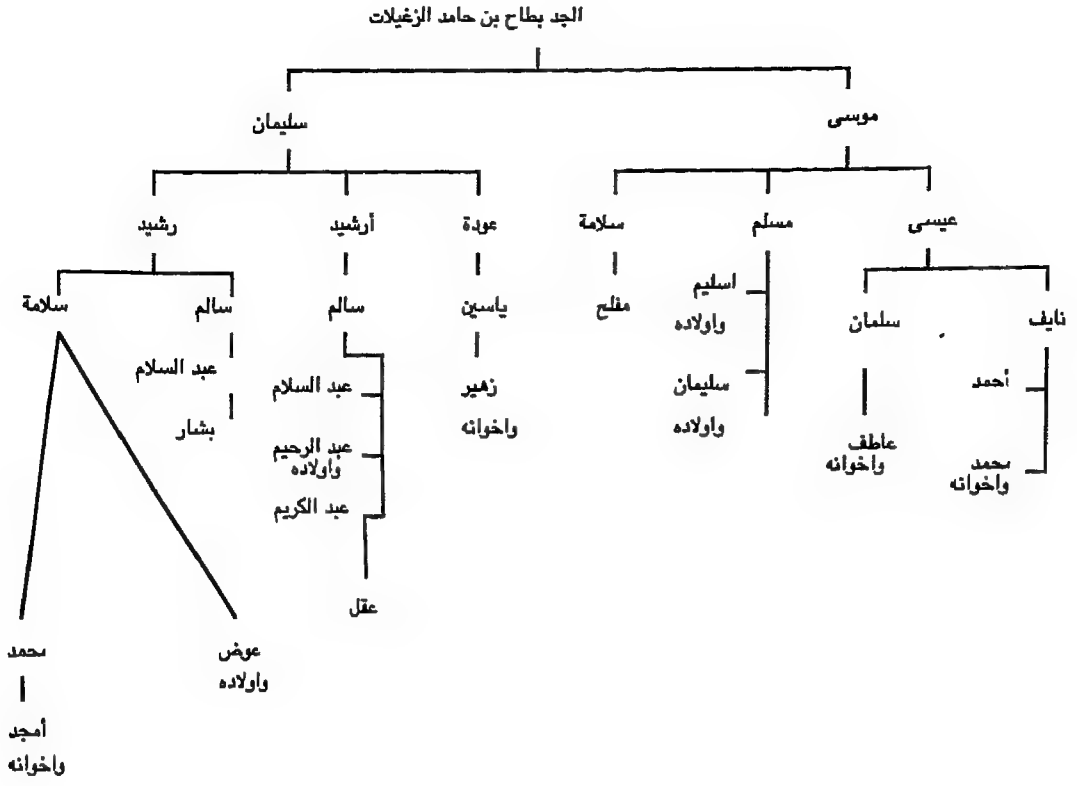 الجد بطاح بن حامد الزغيلات
موسى
سليمان
عيسى
مسلم
سلامة
عودة
أرشيد
رشيد
نايف
سلمان
اسليم
واولاده
مفلح
ياسين
سالم
سالم
سلامة
أحمد
محمد
واخوانه
عاطف
واخوانه
سليمان
واولاده
زهير
واخوانه
عبد السلام
عبد الرحيم
واولاده
عبد الكريم
عقل
عبد السلام
بشار
عوض
واولاده
محمد
أمجد
واخوانه